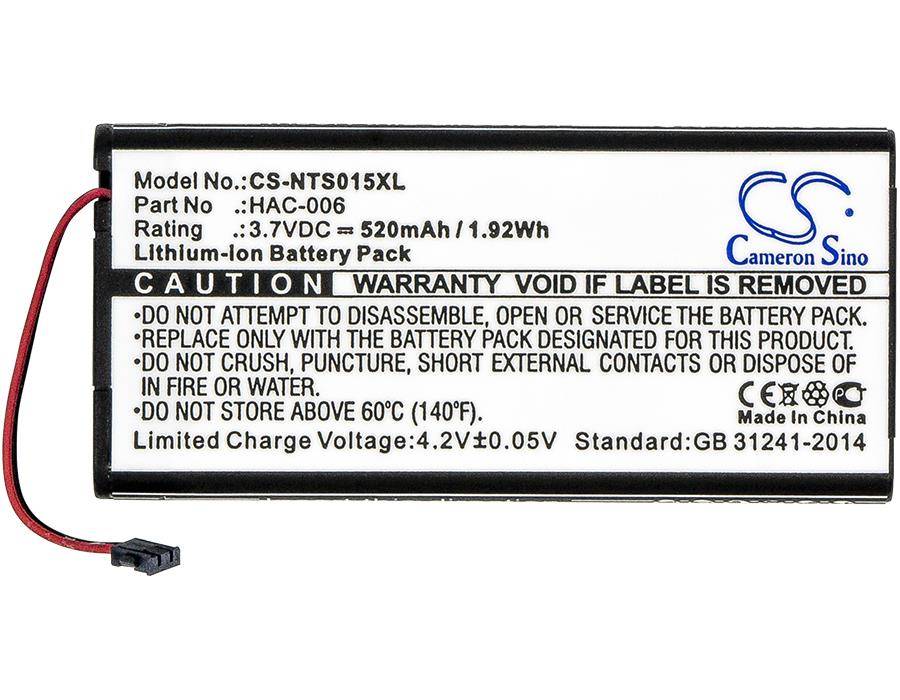 Model No.:CS-NTS015XL
Part No .:HAC-006
Rating .:3.7VDC ⎓ 520mAh / 1.92Wh
Lithium-Ion Battery Pack
CS
Cameron Sino
CAUTION WARRANTY VOID IF LABEL IS REMOVED
•DO NOT ATTEMPT TO DISASSEMBLE, OPEN OR SERVICE THE BATTERY PACK.
•REPLACE ONLY WITH THE BATTERY PACK DESIGNATED FOR THIS PRODUCT.
•DO NOT CRUSH, PUNCTURE, SHORT EXTERNAL CONTACTS OR DISPOSE
IN FIRE OR WATER.
•DO NOT STORE ABOVE 60℃ (140℉).
CE PC
Made In China
Limited Charge Voltage:4.2V±0.05V Standard:GB 31241-2014